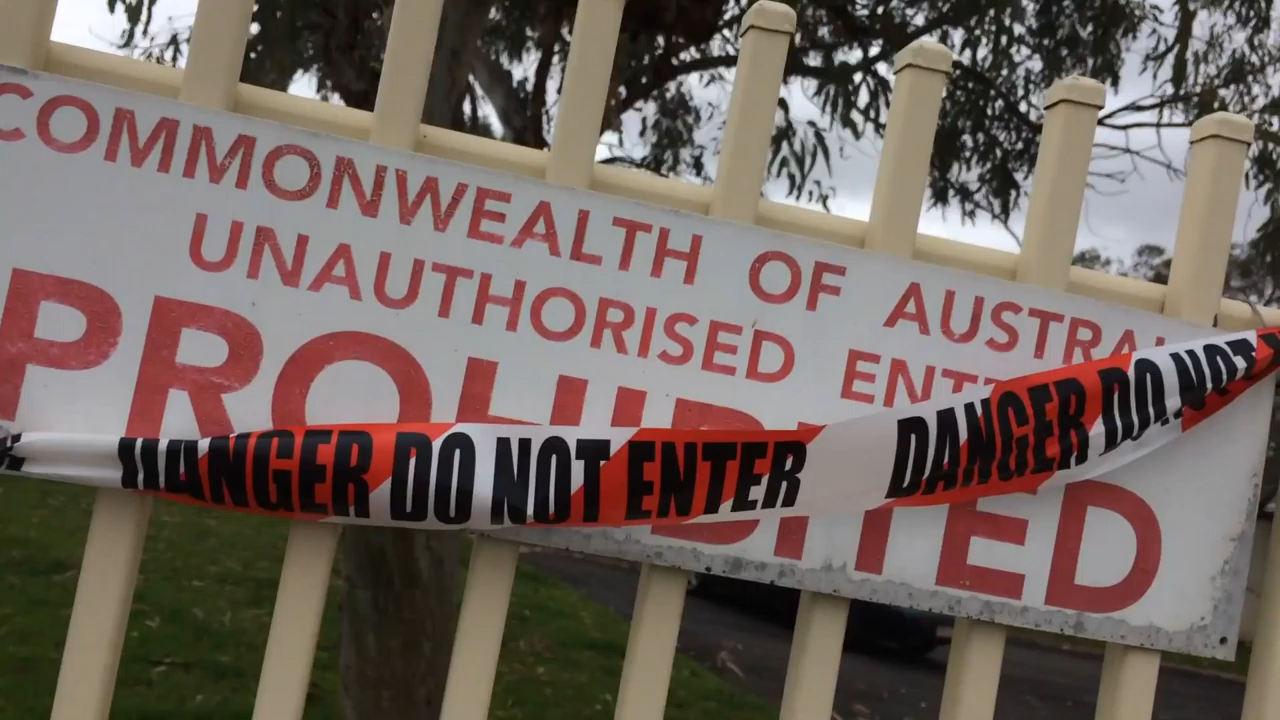 COMMONWEALTH OF AUSTRA
UNAUTHORISED ENT
PROHIBITED
DANGER DO NOT ENTER DANGER DO NOT